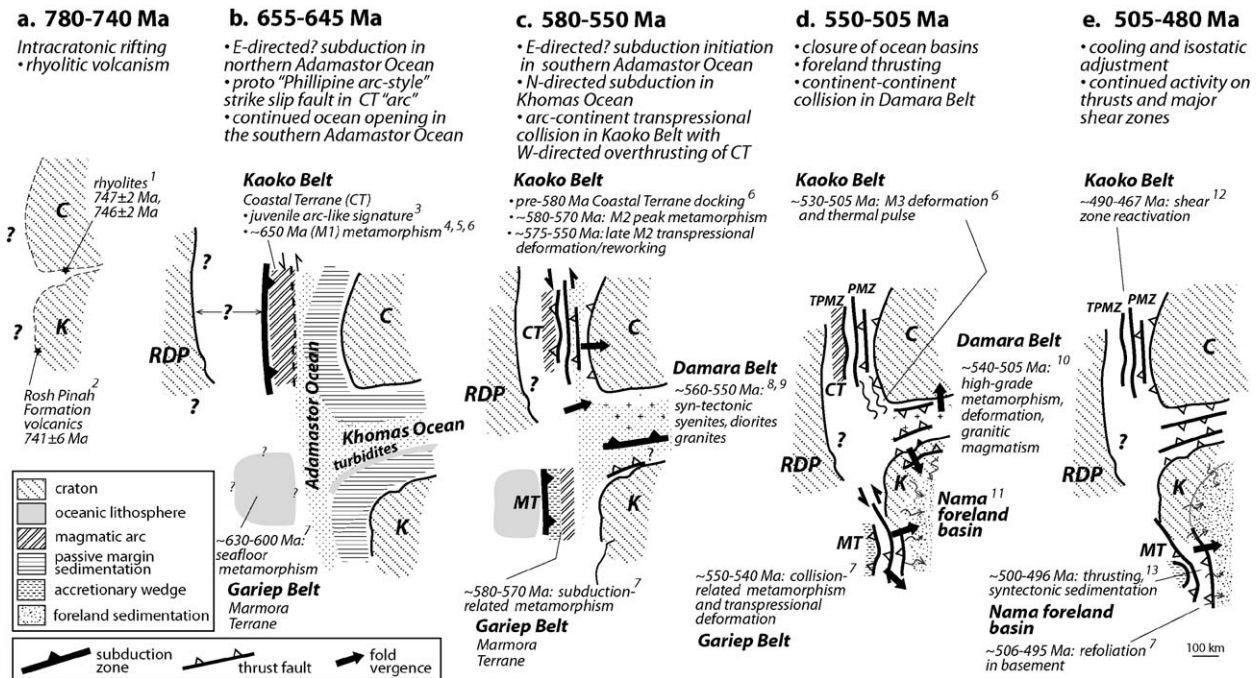 a. 780-740 Ma
Intracratonic rifting
• rhyolitic volcanism
rhyolites 1
747±2 Ma,
746±2 Ma
C
?
?
K
Rosh Pinah 2
Formation
volcanics
741±6 Ma
craton
oceanic lithosphere
magmatic arc
passive margin
sedimentation
accretionary wedge
foreland sedimentation
subduction
zone
thrust fault
fold
vergence
b. 655-645 Ma
• E-directed? subduction in
northern Adamastor Ocean
• proto "Phillipine arc-style"
strike slip fault in CT "arc"
• continued ocean opening in
the southern Adamastor Ocean
Kaoko Belt
Coastal Terrane (CT)
• juvenile arc-like signature 3
• ~650 Ma (M1) metamorphism 4, 5, 6
?
?
RDP
?
C
Adamastor Ocean
Khomas Ocean
turbidites
?
?
?
K
~630-600 Ma: 7
seafloor
metamorphism
Gariep Belt
Marmora
Terrane
c. 580-550 Ma
• E-directed? subduction initiation
in southern Adamastor Ocean
• N-directed subduction in
Khomas Ocean
• arc-continent transpressional
collision in Kaoko Belt with
W-directed overthrusting of CT
Kaoko Belt
• pre-580 Ma Coastal Terrane docking 6
• ~580-570 Ma: M2 peak metamorphism
• ~575-550 Ma: late M2 transpressional
deformation/reworking
CT
C
RDP
?
Damara Belt
~560-550 Ma: 8, 9
syn-tectonic
syenites, diorites
granites
?
MT
K
~580-570 Ma: subduction- 7
related metamorphism
Gariep Belt
Marmora
Terrane
d. 550-505 Ma
• closure of ocean basins
• foreland thrusting
• continent-continent
collision in Damara Belt
Kaoko Belt
~530-505 Ma: M3 deformation 6
and thermal pulse
TPMZ
PMZ
C
CT
?
RDP
Damara Belt
~540-505 Ma: 10
high-grade
metamorphism,
deformation,
granitic
magmatism
K
Nama 11
foreland
basin
MT
~550-540 Ma: collision- 7
related metamorphism
and transpressional
deformation
Gariep Belt
e. 505-480 Ma
• cooling and isostatic
adjustment
• continued activity on
thrusts and major
shear zones
Kaoko Belt
~490-467 Ma: shear 12
zone reactivation
TPMZ
PMZ
C
?
RDP
K
MT
~500-496 Ma: thrusting, 13
syntectonic sedimentation
Nama foreland
basin
~506-495 Ma: refoliation 7
in basement
100 km